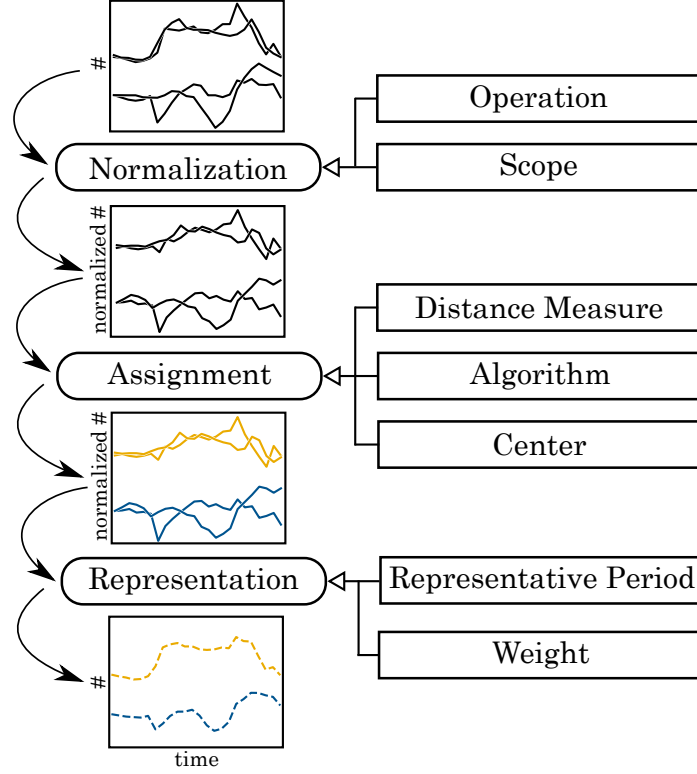 #
Operation
Normalization
Scope
normalized #
Distance Measure
Assignment
Algorithm
Center
normalized #
Representation
Representative Period
Weight
#
time